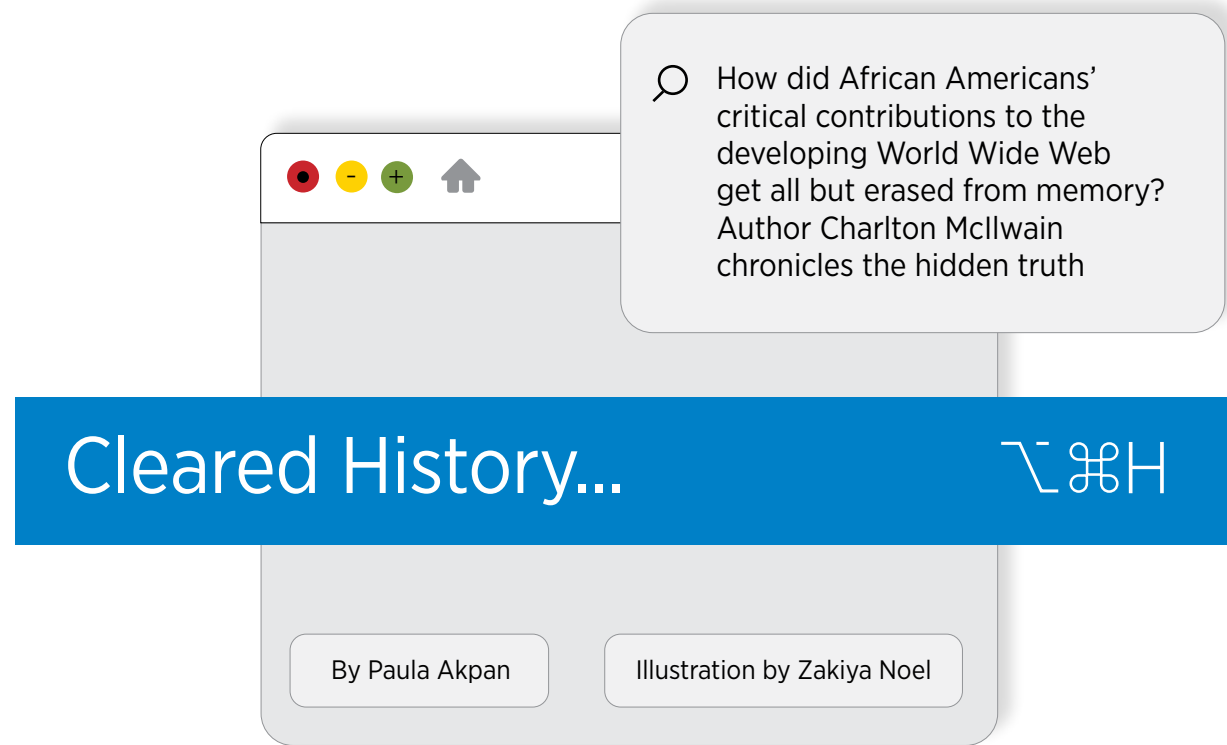 How did African Americans’
critical contributions to the
developing World Wide Web
get all but erased from memory?
Author Charlton McIlwain
chronicles the hidden truth
- +
Cleared History... ⌥⌘H
By Paula Akpan Illustration by Zakiya Noel